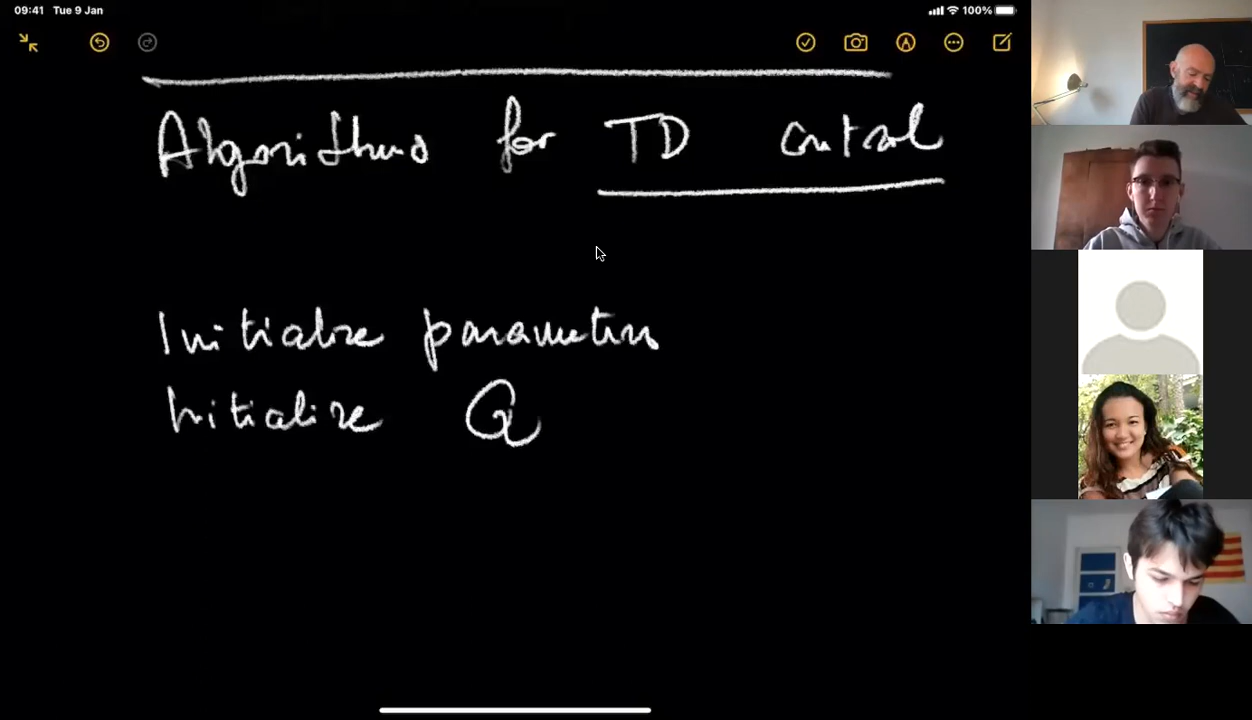 09:41 Tue 9 Jan 100%
Algorithms for TD control
Initialize parameters
Initialize Q